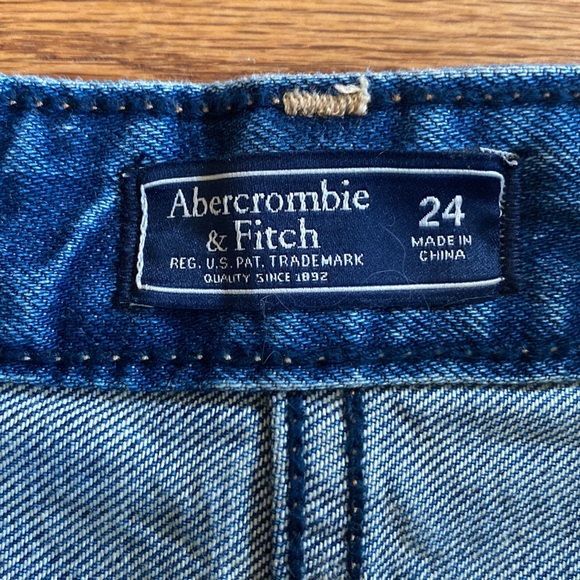 Abercrombie
& Fitch
REG. U.S. PAT. TRADEMARK
QUALITY SINCE 1892
24
MADE IN
CHINA